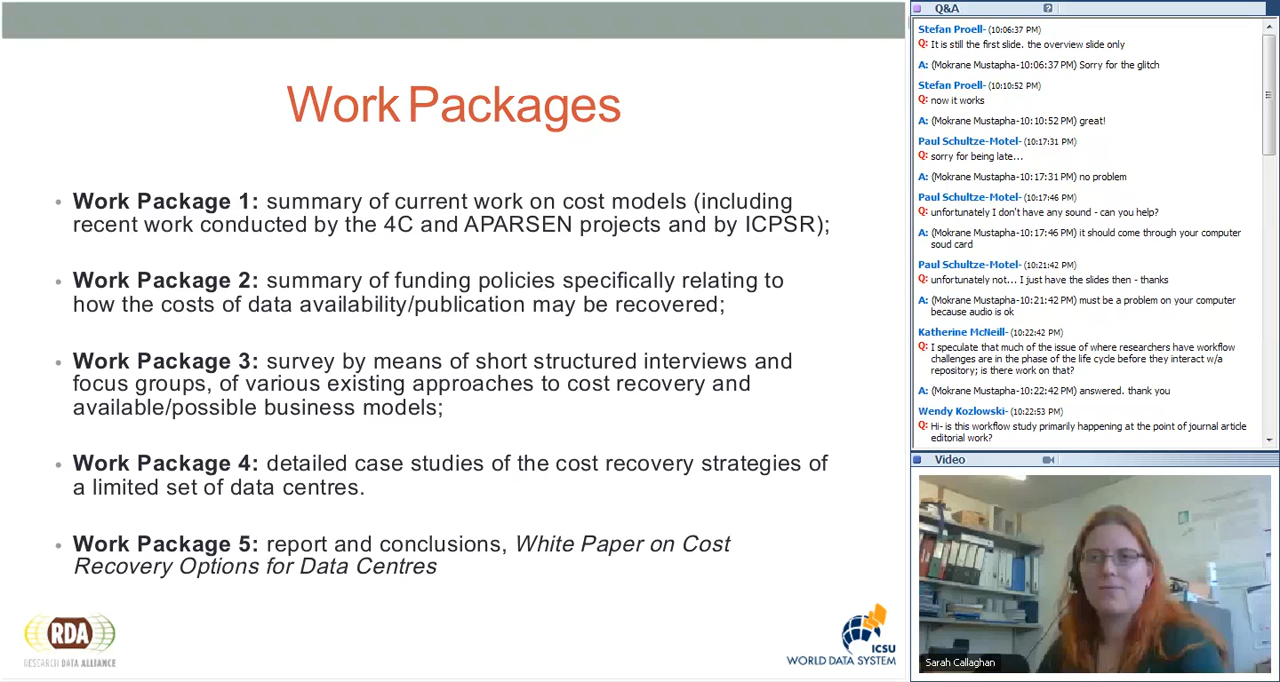 Work Packages
• Work Package 1: summary of current work on cost models (including
recent work conducted by the 4C and APARSEN projects and by ICPSR);
• Work Package 2: summary of funding policies specifically relating to
how the costs of data availability/publication may be recovered;
• Work Package 3: survey by means of short structured interviews and
focus groups, of various existing approaches to cost recovery and
available/possible business models;
• Work Package 4: detailed case studies of the cost recovery strategies of
a limited set of data centres.
• Work Package 5: report and conclusions, White Paper on Cost
Recovery Options for Data Centres
RDA
RESEARCH DATA ALLIANCE
ICSU
WORLD DATA SYSTEM
Q&A
Stefan Proell- (10:06:37 PM)
Q: It is still the first slide. the overview slide only
A: (Mokrane Mustapha-10:06:37 PM) Sorry for the glitch
Stefan Proell- (10:10:52 PM)
Q: now it works
A: (Mokrane Mustapha-10:10:52 PM) great!
Paul Schultze-Motel- (10:17:31 PM)
Q: sorry for being late...
A: (Mokrane Mustapha-10:17:31 PM) no problem
Paul Schultze-Motel- (10:17:46 PM)
Q: unfortunately I don't have any sound - can you help?
A: (Mokrane Mustapha-10:17:46 PM) it should come through your computer
soud card
Paul Schultze-Motel- (10:21:42 PM)
Q: unfortunately not... I just have the slides then - thanks
A: (Mokrane Mustapha-10:21:42 PM) must be a problem on your computer
because audio is ok
Katherine McNeill- (10:22:42 PM)
Q: I speculate that much of the issue of where researchers have workflow
challenges are in the phase of the life cycle before they interact w/a
repository; is there work on that?
A: (Mokrane Mustapha-10:22:42 PM) answered. thank you
Wendy Kozlowski- (10:22:53 PM)
Q: Hi- is this workflow study primarily happening at the point of journal article
editorial work?
Video
Sarah Callaghan